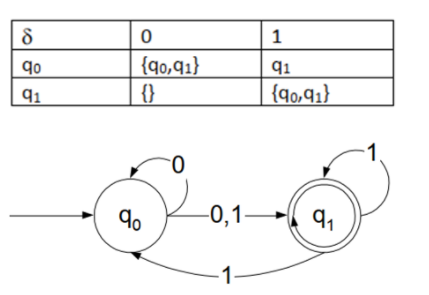 δ 0 1
q₀ {q₀,q₁} q₁
q₁ {} {q₀,q₁}
0 1
q₀ 0,1 q₁
1